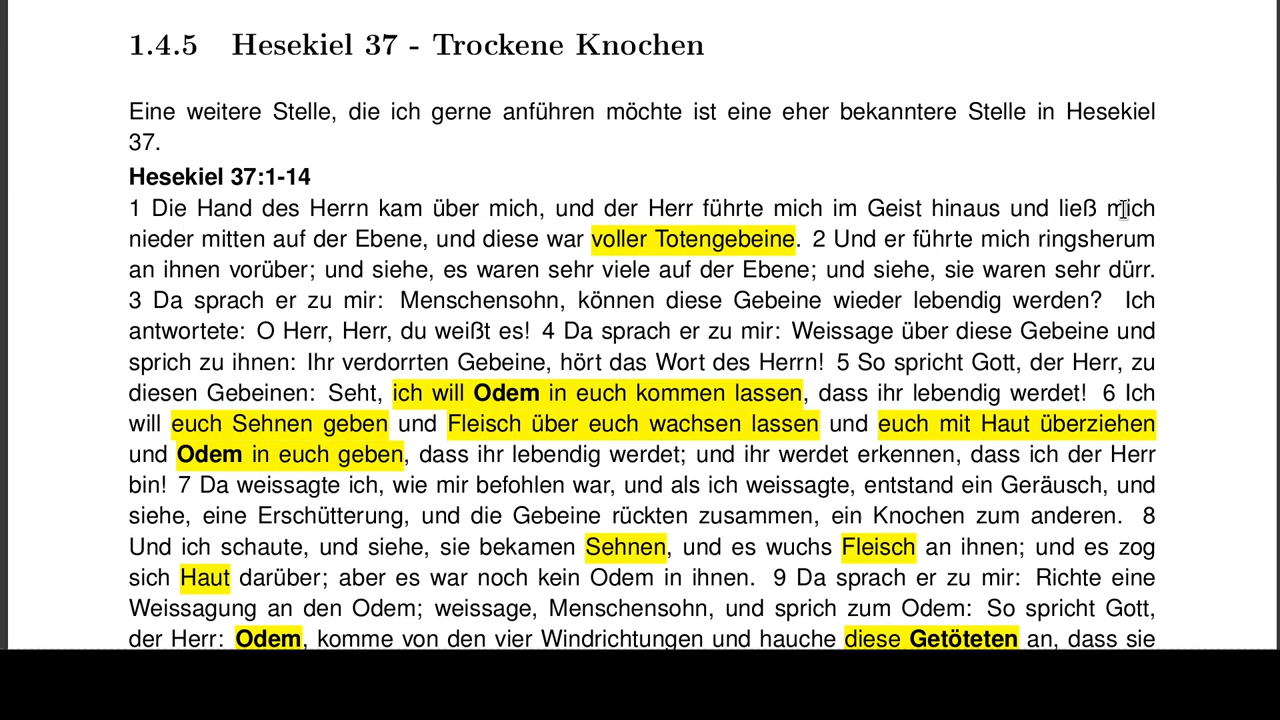 1.4.5 Hesekiel 37 - Trockene Knochen
Eine weitere Stelle, die ich gerne anführen möchte ist eine eher bekanntere Stelle in Hesekiel
37.
Hesekiel 37:1-14
1 Die Hand des Herrn kam über mich, und der Herr führte mich im Geist hinaus und ließ mich
nieder mitten auf der Ebene, und diese war voller Totengebeine. 2 Und er führte mich ringsherum
an ihnen vorüber; und siehe, es waren sehr viele auf der Ebene; und siehe, sie waren sehr dürr.
3 Da sprach er zu mir: Menschensohn, können diese Gebeine wieder lebendig werden? Ich
antwortete: O Herr, Herr, du weißt es! 4 Da sprach er zu mir: Weissage über diese Gebeine und
sprich zu ihnen: Ihr verdorrten Gebeine, hört das Wort des Herrn! 5 So spricht Gott, der Herr, zu
diesen Gebeinen: Seht, ich will Odem in euch kommen lassen, dass ihr lebendig werdet! 6 Ich
will euch Sehnen geben und Fleisch über euch wachsen lassen und euch mit Haut überziehen
und Odem in euch geben, dass ihr lebendig werdet; und ihr werdet erkennen, dass ich der Herr
bin! 7 Da weissagte ich, wie mir befohlen war, und als ich weissagte, entstand ein Geräusch, und
siehe, eine Erschütterung, und die Gebeine rückten zusammen, ein Knochen zum anderen. 8
Und ich schaute, und siehe, sie bekamen Sehnen, und es wuchs Fleisch an ihnen; und es zog
sich Haut darüber; aber es war noch kein Odem in ihnen. 9 Da sprach er zu mir: Richte eine
Weissagung an den Odem; weissage, Menschensohn, und sprich zum Odem: So spricht Gott,
der Herr: Odem, komme von den vier Windrichtungen und hauche diese Getöteten an, dass sie